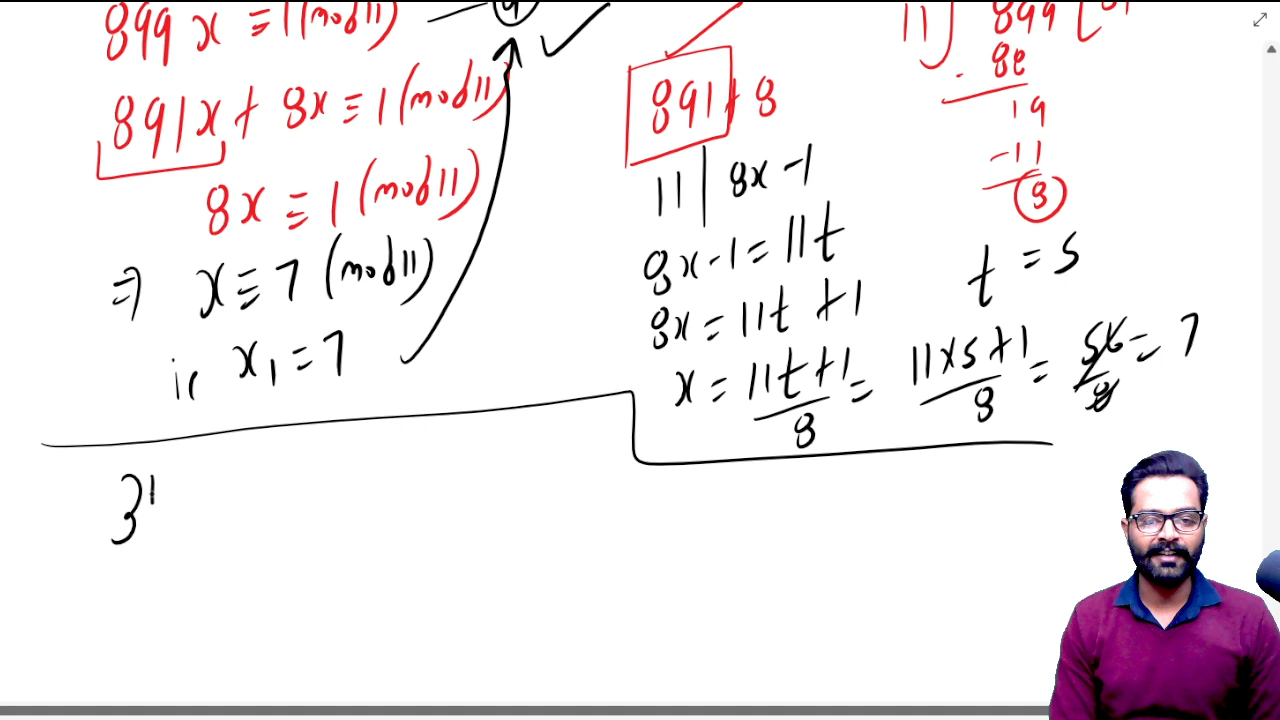 899x ≡ 1(mod 11)
891x + 8x ≡ 1(mod 11)
8x ≡ 1(mod 11)
⇒ x ≡ 7 (mod 11)
ie x₁ = 7
891 + 8
11 | 8x - 1
8x - 1 = 11t
8x = 11t + 1
x = 11t + 1 / 8 = 11×5+1 / 8 = 56 / 8 = 7
11) 899 (
88
19
-11
8
t = 5
31